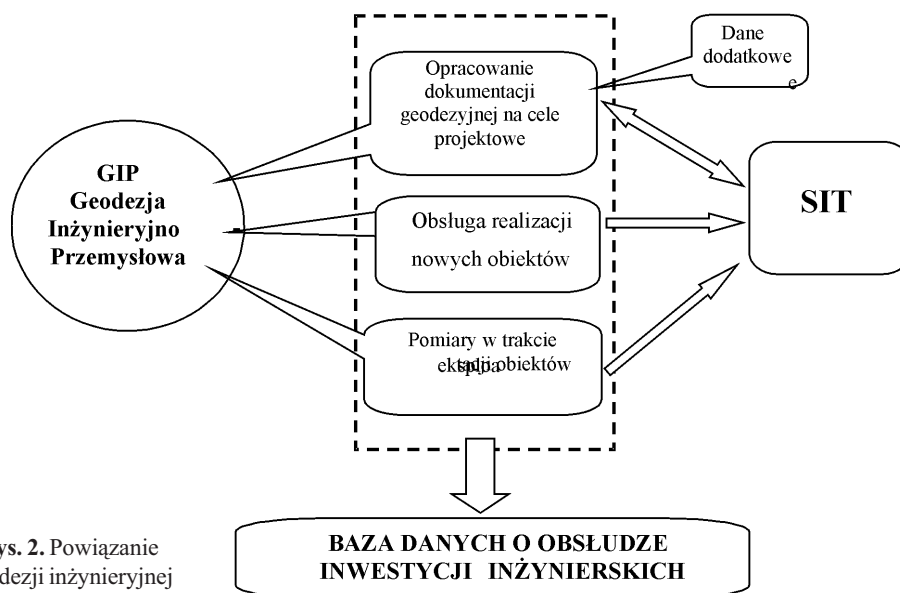 Dane
dodatkowe
e
Opracowanie
dokumentacji
geodezyjnej na cele
projektowe
GIP
Geodezja
Inżynieryjno
-
Przemysłowa
SIT
Obsługa realizacji
nowych obiektów
Pomiary w trakcie
obiektów
BAZA DANYCH O OBSŁUDZE
INWESTYCJI INŻYNIERSKICH
ys. 2. Powiązanie
dezji inżynieryjnej